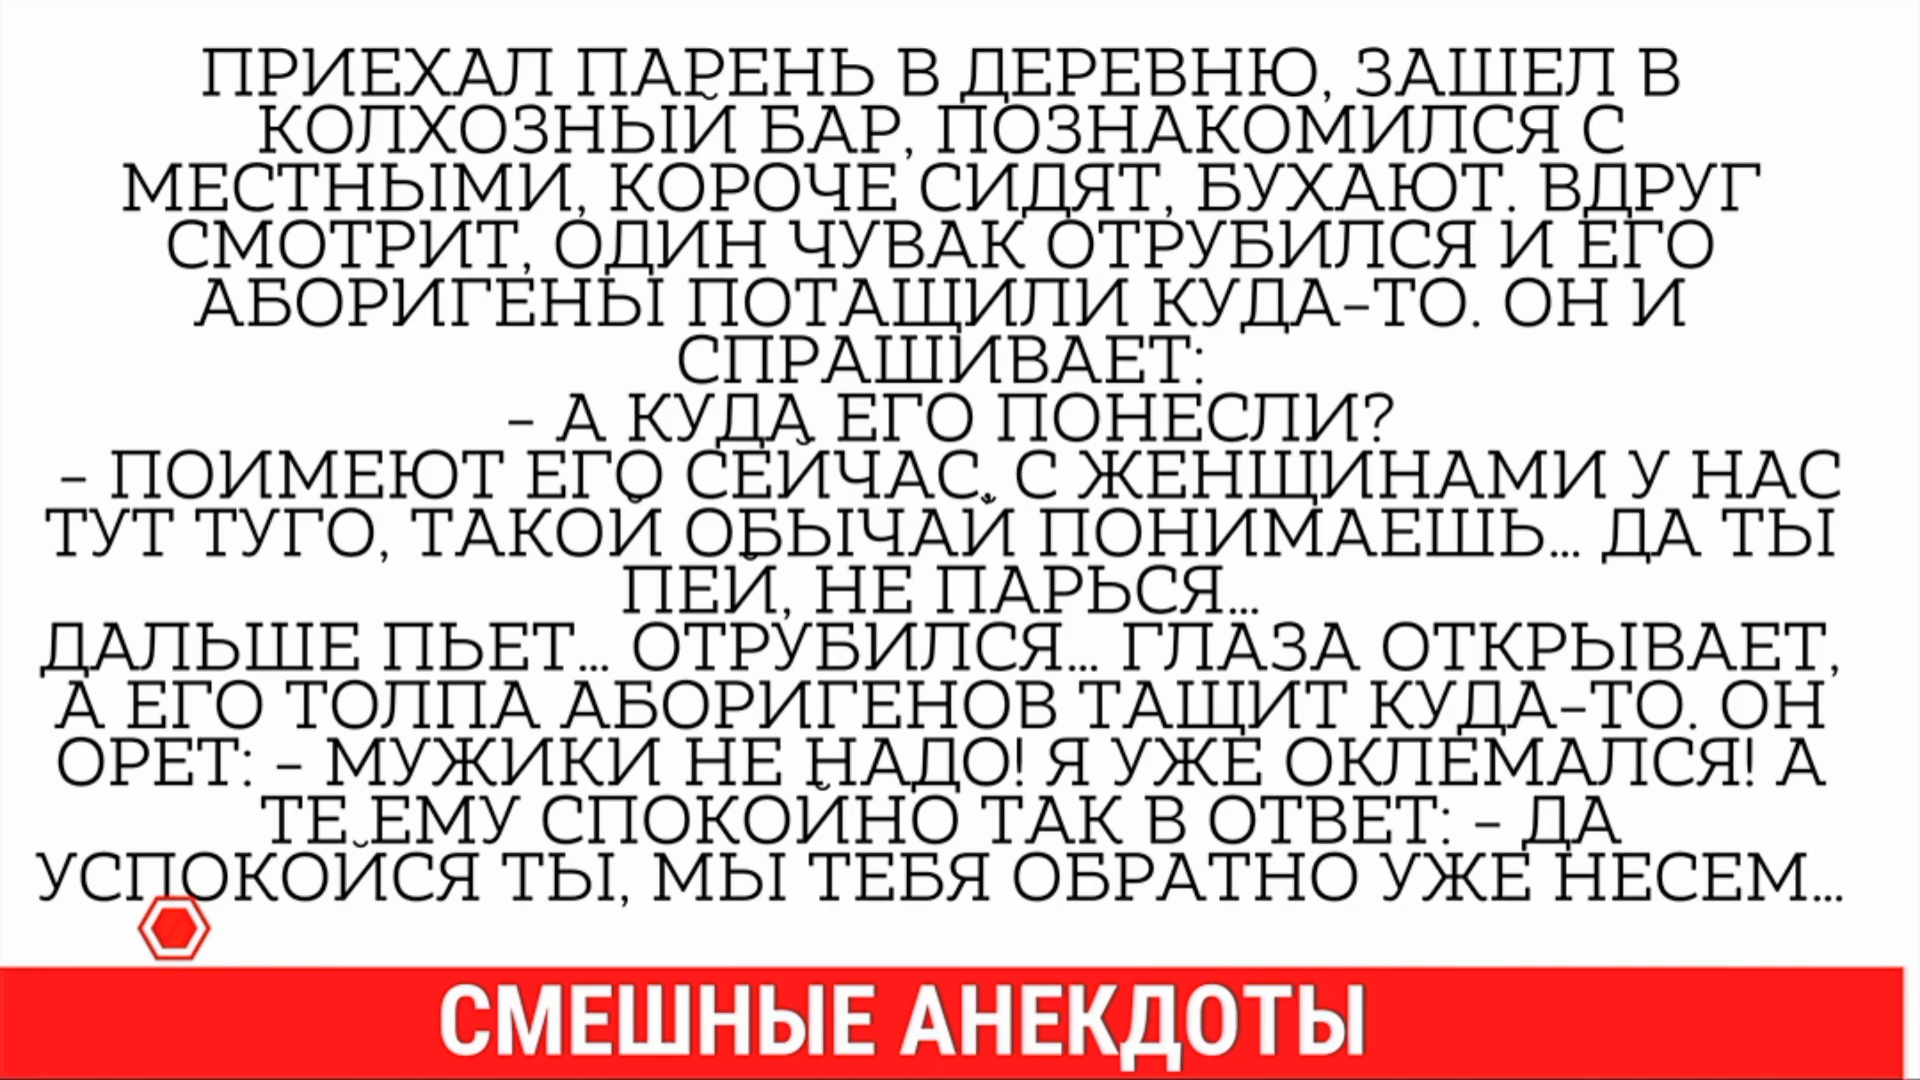 ПРИЕХАЛ ПАРЕНЬ В ДЕРЕВНЮ, ЗАШЕЛ В
КОЛХОЗНЫЙ БАР, ПОЗНАКОМИЛСЯ С
МЕСТНЫМИ, КОРОЧЕ СИДЯТ, БУХАЮТ. ВДРУГ
СМОТРИТ, ОДИН ЧУВАК ОТРУБИЛСЯ И ЕГО
АБОРИГЕНЫ ПОТАЩИЛИ КУДА-ТО. ОН И
СПРАШИВАЕТ:
- А КУДА ЕГО ПОНЕСЛИ?
- ПОИМЕЮТ ЕГО СЕЙЧАС. С ЖЕНЩИНАМИ У НАС
ТУТ ТУГО, ТАКОЙ ОБЫЧАЙ ПОНИМАЕШЬ... ДА ТЫ
ПЕЙ, НЕ ПАРЬСЯ...
ДАЛЬШЕ ПЬЕТ... ОТРУБИЛСЯ... ГЛАЗА ОТКРЫВАЕТ,
А ЕГО ТОЛПА АБОРИГЕНОВ ТАЩИТ КУДА-ТО. ОН
ОРЕТ: - МУЖИКИ НЕ НАДО! Я УЖЕ ОКЛЕМАЛСЯ! А
ТЕ ЕМУ СПОКОЙНО ТАК В ОТВЕТ: - ДА
УСПОКОЙСЯ ТЫ, МЫ ТЕБЯ ОБРАТНО УЖЕ НЕСЕМ...
СМЕШНЫЕ АНЕКДОТЫ